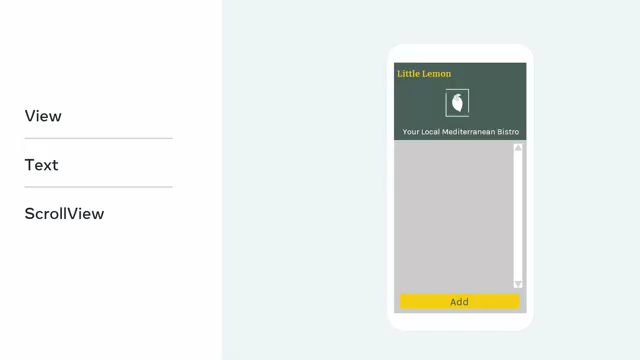 View
Text
ScrollView
Little Lemon
Your Local Mediterranean Bistro
Add